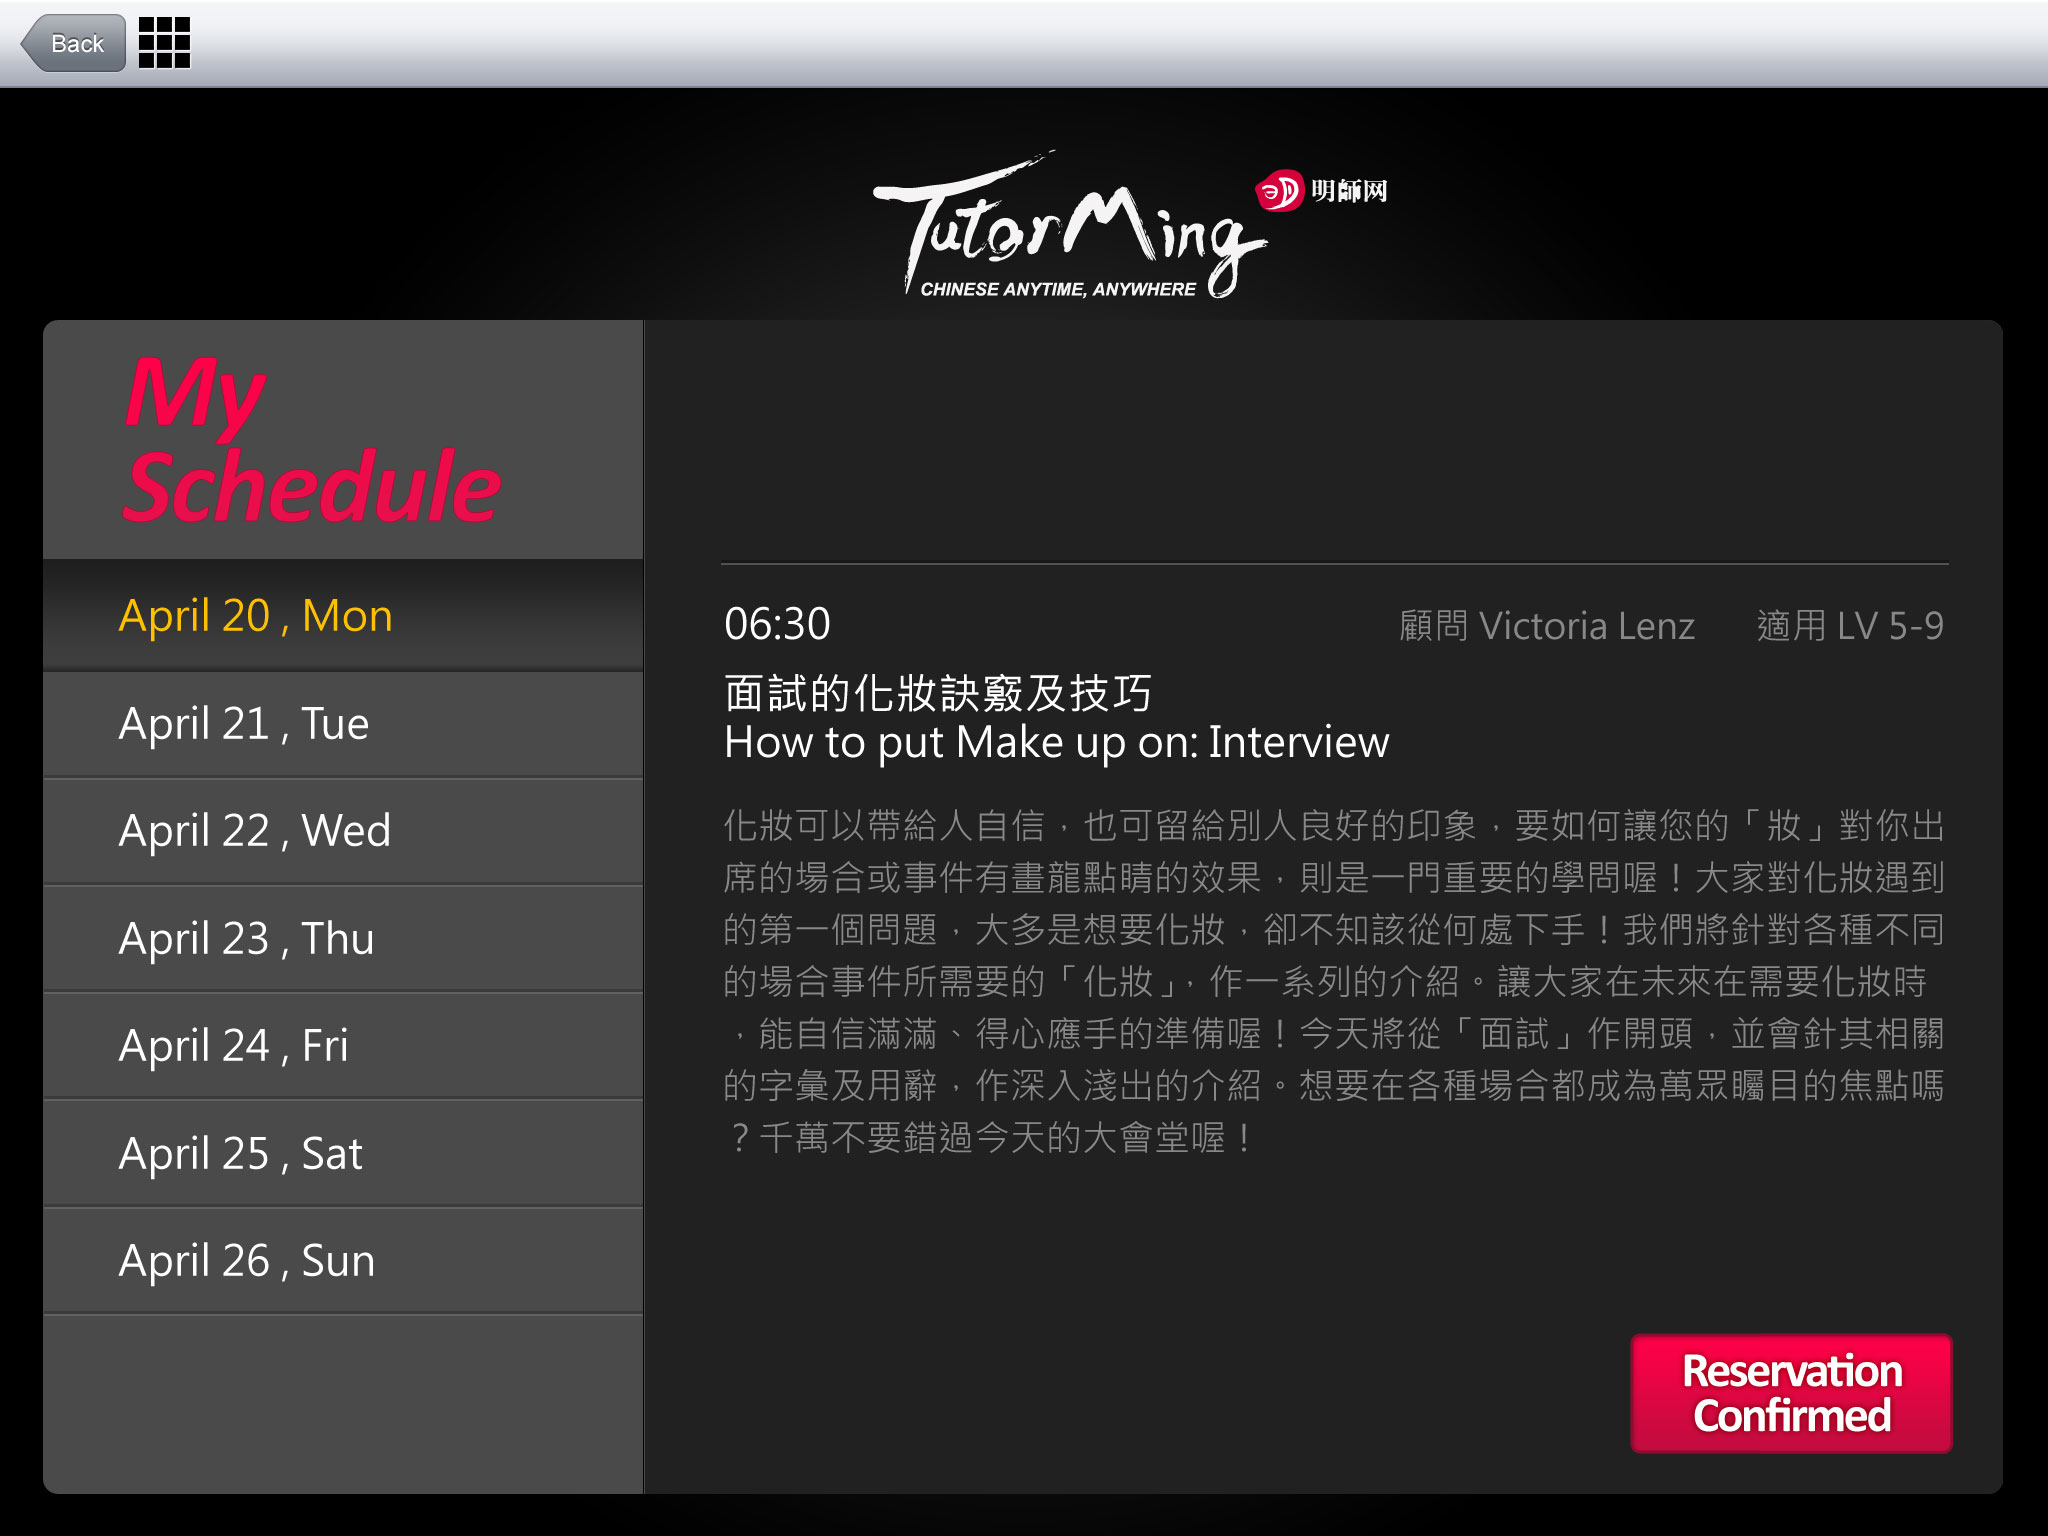 Back
TutorMing
明師网
CHINESE ANYTIME, ANYWHERE
My
Schedule
April 20 , Mon
April 21 , Tue
April 22 , Wed
April 23 , Thu
April 24 , Fri
April 25 , Sat
April 26 , Sun
06:30 顧問 Victoria Lenz 適用 LV 5-9
面試的化妝訣竅及技巧
How to put Make up on: Interview
化妝可以帶給人自信，也可留給別人良好的印象，要如何讓您的「妝」對你出
席的場合或事件有畫龍點睛的效果，則是一門重要的學問喔！大家對化妝遇到
的第一個問題，大多是想要化妝，卻不知該從何處下手！我們將針對各種不同
的場合事件所需要的「化妝」，作一系列的介紹。讓大家在未來在需要化妝時
，能自信滿滿、得心應手的準備喔！今天將從「面試」作開頭，並會針其相關
的字彙及用辭，作深入淺出的介紹。想要在各種場合都成為萬眾矚目的焦點嗎
？千萬不要錯過今天的大會堂喔！
Reservation
Confirmed